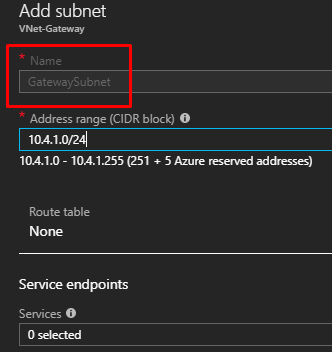 Add subnet
VNet-Gateway
* Name
GatewaySubnet
* Address range (CIDR block)
10.4.1.0/24
10.4.1.0 - 10.4.1.255 (251 + 5 Azure reserved addresses)
Route table
None
Service endpoints
Services
0 selected